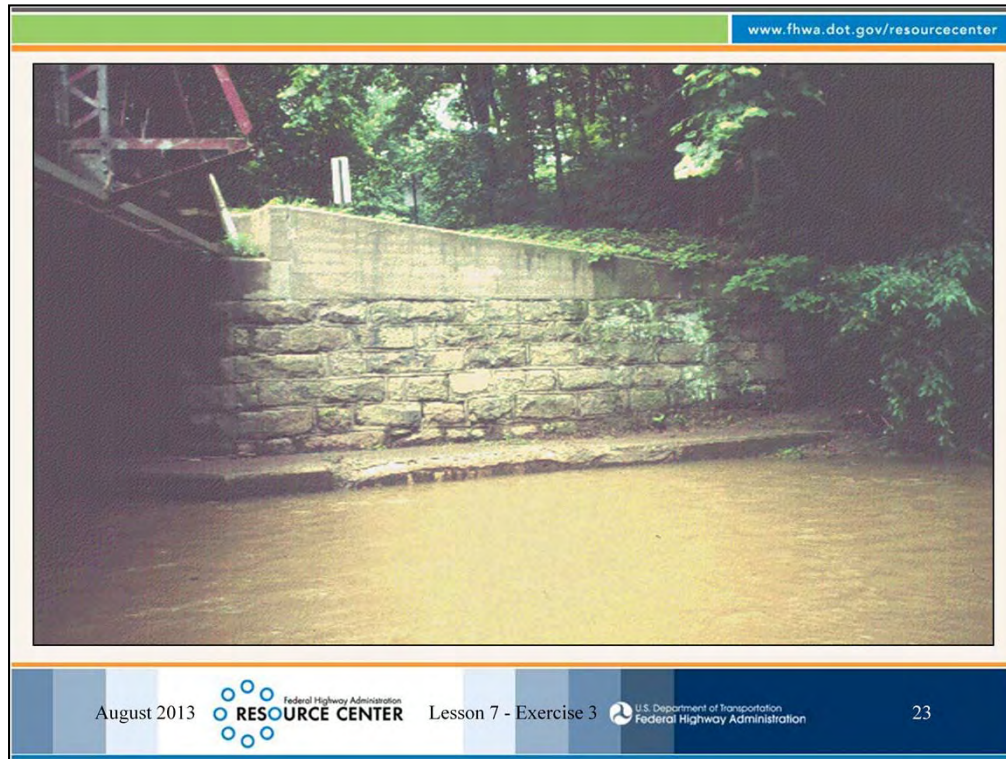 www.fhwa.dot.gov/resourcecenter
August 2013
Federal Highway Administration
RESOURCE CENTER
Lesson 7 - Exercise 3
U.S. Department of Transportation
Federal Highway Administration
23